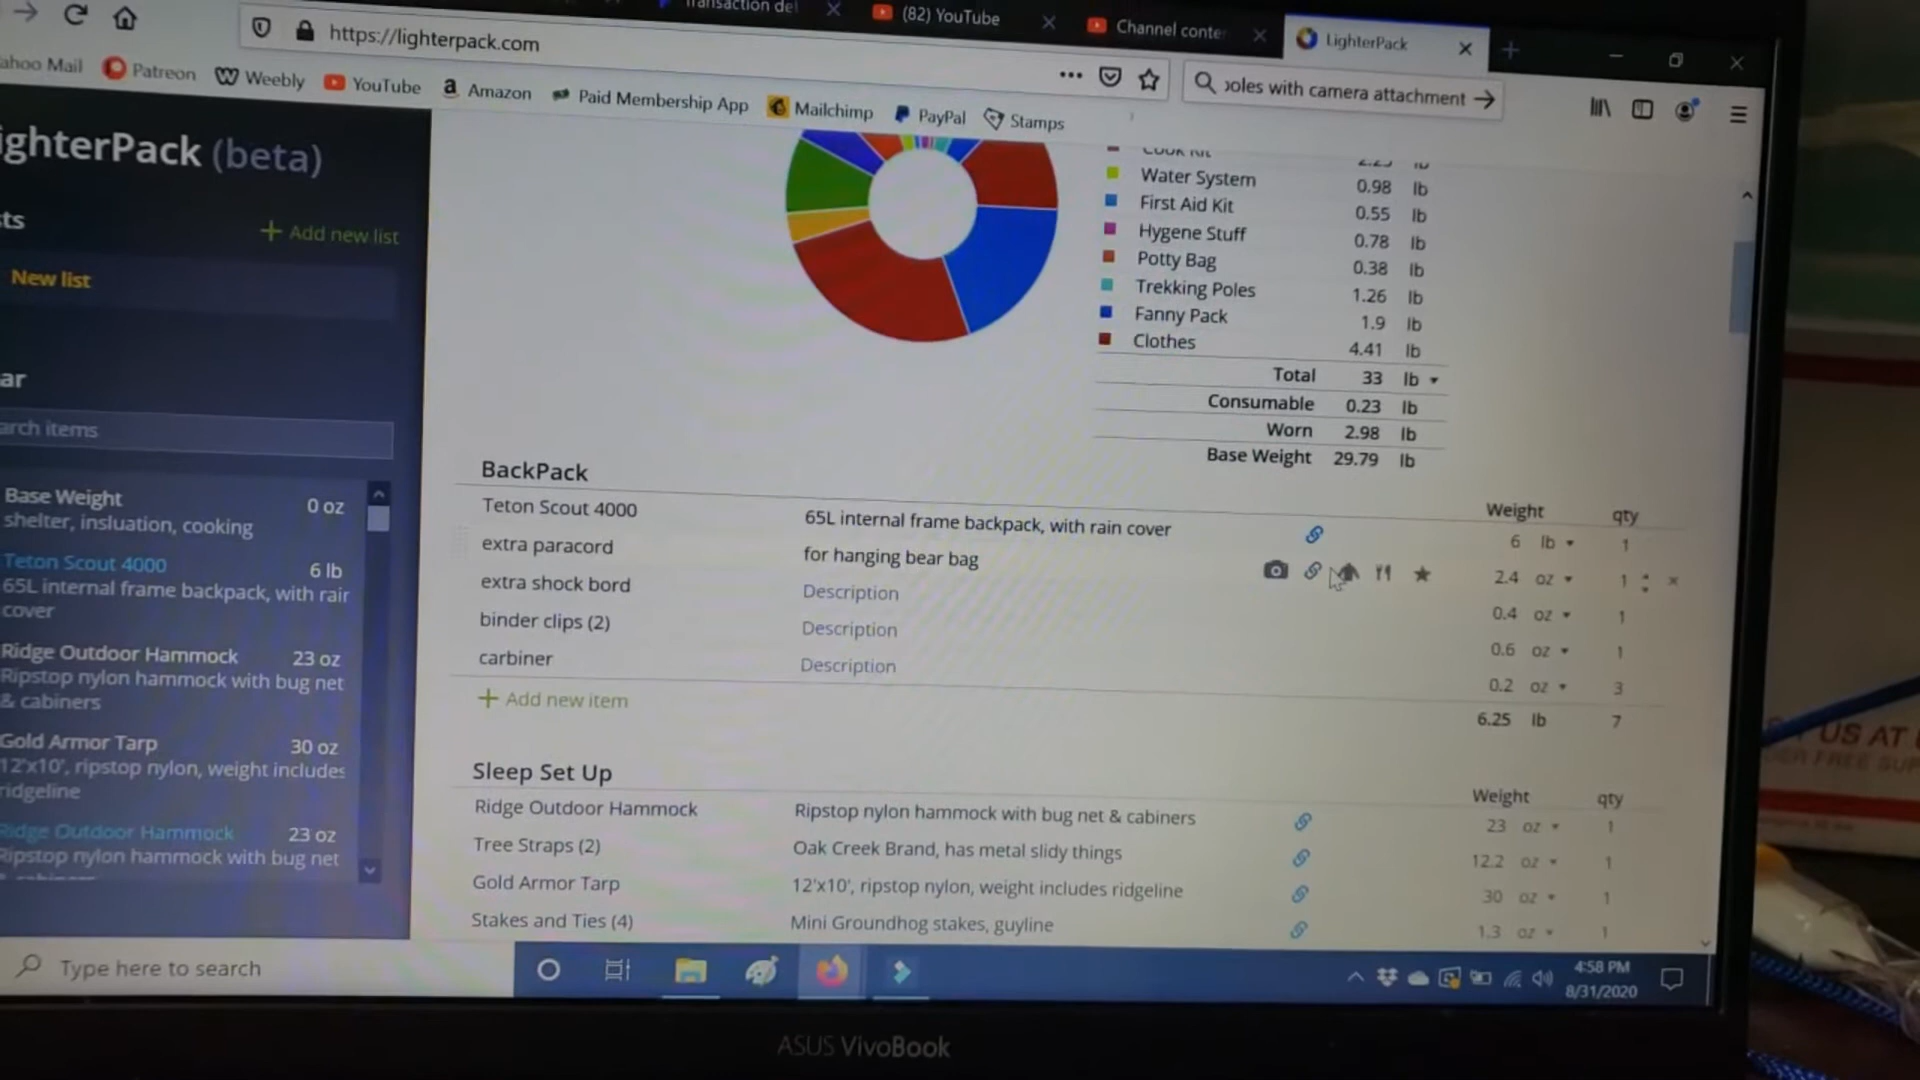 (82) YouTube
Channel conte
LighterPack
https://lighterpack.com
oles with camera attachment
ahoo Mail
Patreon
Weebly
YouTube
Amazon
Paid Membership App
Mailchimp
PayPal
Stamps
ighterPack (beta)
sts
Add new list
New list
ar
arch items
Base Weight 0 oz
shelter, insluation, cooking
Teton Scout 4000 6 lb
65L internal frame backpack, with rain
cover
Ridge Outdoor Hammock 23 oz
Ripstop nylon hammock with bug net
& cabiners
Gold Armor Tarp 30 oz
12'x10', ripstop nylon, weight includes
ridgeline
Ridge Outdoor Hammock 23 oz
Ripstop nylon hammock with bug net
Water System 0.98 lb
First Aid Kit 0.55 lb
Hygene Stuff 0.78 lb
Potty Bag 0.38 lb
Trekking Poles 1.26 lb
Fanny Pack 1.9 lb
Clothes 4.41 lb
Total 33 lb
Consumable 0.23 lb
Worn 2.98 lb
Base Weight 29.79 lb
BackPack Weight qty
Teton Scout 4000 65L internal frame backpack, with rain cover 6 lb 1
extra paracord for hanging bear bag 2.4 oz 1
extra shock bord Description 0.4 oz 1
binder clips (2) Description 0.6 oz 1
carbiner Description 0.2 oz 3
Add new item 6.25 lb 7
Sleep Set Up Weight qty
Ridge Outdoor Hammock Ripstop nylon hammock with bug net & cabiners 23 oz 1
Tree Straps (2) Oak Creek Brand, has metal slidy things 12.2 oz 1
Gold Armor Tarp 12'x10', ripstop nylon, weight includes ridgeline 30 oz 1
Stakes and Ties (4) Mini Groundhog stakes, guyline 1.3 oz 1
Type here to search
4:58 PM
8/31/2020
ASUS VivoBook
US AT